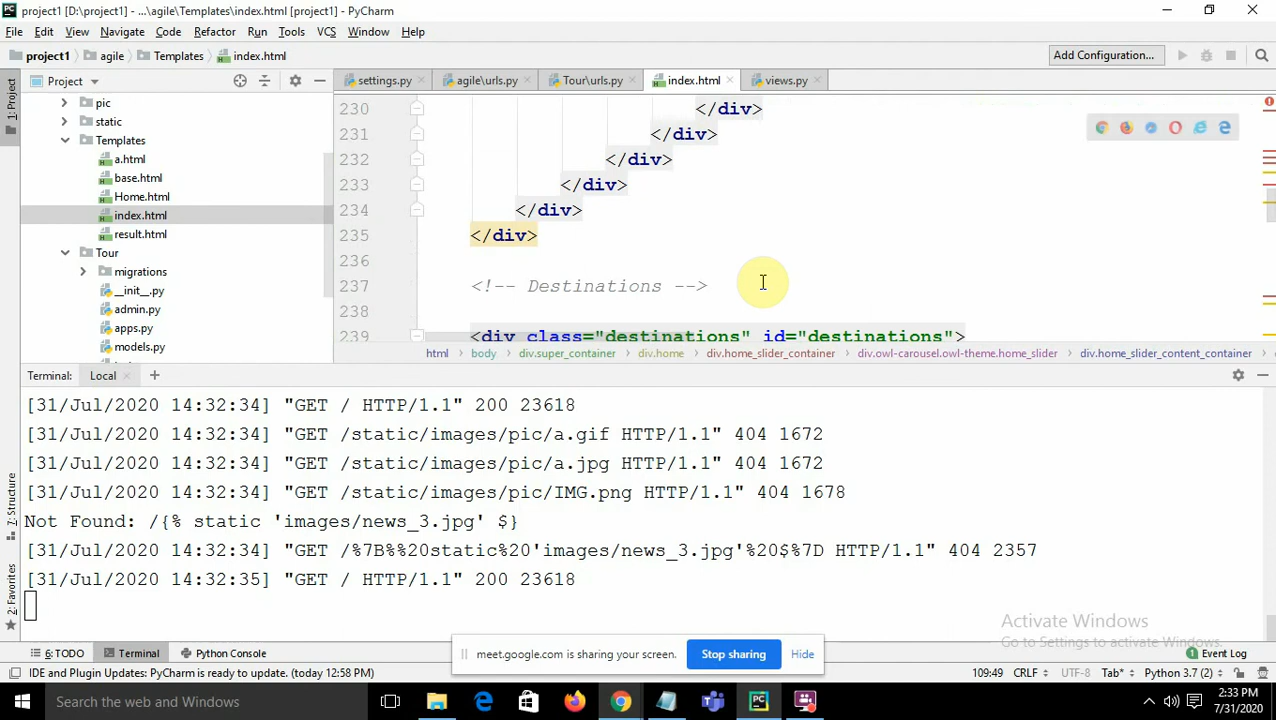 project1 [D:\project1] - ...\agile\Templates\index.html [project1] - PyCharm
File Edit View Navigate Code Refactor Run Tools VCS Window Help
project1 agile Templates index.html Add Configuration...
1: Project
Project
settings.py agile\urls.py Tour\urls.py index.html views.py
pic
static
Templates
a.html
base.html
Home.html
index.html
result.html
Tour
migrations
__init__.py
admin.py
apps.py
models.py
230 </div>
231 </div>
232 </div>
233 </div>
234 </div>
235 </div>
236
237 <!-- Destinations -->
238
239 <div class="destinations" id="destinations">
html body div.super_container div.home div.home_slider_container div.owl-carousel.owl-theme.home_slider div.home_slider_content_container
Terminal: Local +
[31/Jul/2020 14:32:34] "GET / HTTP/1.1" 200 23618
[31/Jul/2020 14:32:34] "GET /static/images/pic/a.gif HTTP/1.1" 404 1672
[31/Jul/2020 14:32:34] "GET /static/images/pic/a.jpg HTTP/1.1" 404 1672
[31/Jul/2020 14:32:34] "GET /static/images/pic/IMG.png HTTP/1.1" 404 1678
Not Found: /{% static 'images/news_3.jpg' $}
[31/Jul/2020 14:32:34] "GET /%7B%%20static%20'images/news_3.jpg'%20$%7D HTTP/1.1" 404 2357
[31/Jul/2020 14:32:35] "GET / HTTP/1.1" 200 23618
7: Structure
2: Favorites
Activate Windows
Go to Settings to activate Windows.
meet.google.com is sharing your screen. Stop sharing Hide
6: TODO Terminal Python Console 1 Event Log
IDE and Plugin Updates: PyCharm is ready to update. (today 12:58 PM) 109:49 CRLF UTF-8 Tab* Python 3.7 (2)
Search the web and Windows
2:33 PM
7/31/2020